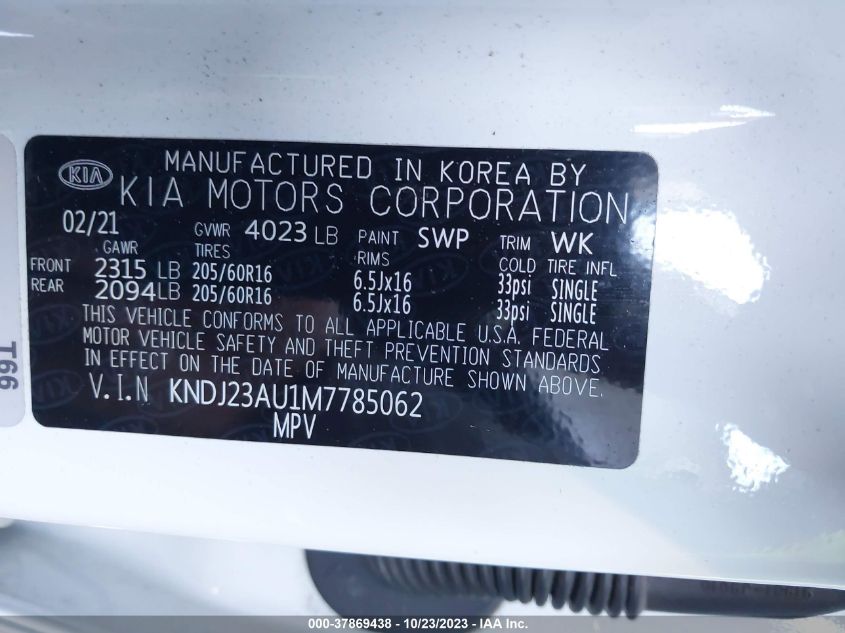 KIA
MANUFACTURED IN KOREA BY
KIA MOTORS CORPORATION
02/21 GVWR 4023 LB PAINT SWP TRIM WK
GAWR TIRES RIMS COLD TIRE INFL
FRONT 2315 LB 205/60R16 6.5Jx16 33psi SINGLE
REAR 2094 LB 205/60R16 6.5Jx16 33psi SINGLE
THIS VEHICLE CONFORMS TO ALL APPLICABLE U.S.A. FEDERAL
MOTOR VEHICLE SAFETY AND THEFT PREVENTION STANDARDS
IN EFFECT ON THE DATE OF MANUFACTURE SHOWN ABOVE.
V.I.N KNDJ23AU1M7785062
MPV
T66
000-37869438 - 10/23/2023 - IAA Inc.